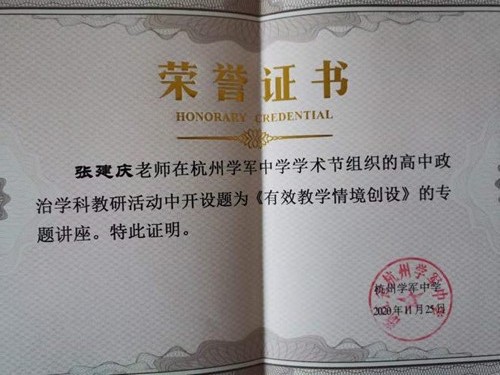 荣誉证书
HONORARY CREDENTIAL
张建庆老师在杭州学军中学学术节组织的高中政
治学科教研活动中开设题为《有效教学情境创设》的专
题讲座。特此证明。
杭州学军中学
2020年11月25日